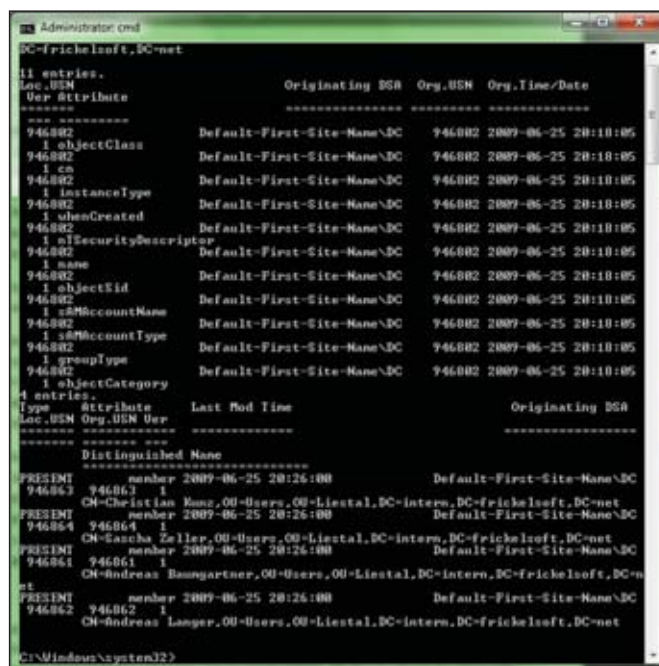 Administrator: cmd
DC=frickelsoft,DC=net
11 entries.
Loc.USN Originating DSA Org.USN Org.Time/Date
Ver Attribute
======= =============== ========= =============
=== =========
946802 Default-First-Site-Name\DC 946802 2009-06-25 20:18:05
1 objectClass
946802 Default-First-Site-Name\DC 946802 2009-06-25 20:18:05
1 cn
946802 Default-First-Site-Name\DC 946802 2009-06-25 20:18:05
1 instanceType
946802 Default-First-Site-Name\DC 946802 2009-06-25 20:18:05
1 whenCreated
946802 Default-First-Site-Name\DC 946802 2009-06-25 20:18:05
1 nTSecurityDescriptor
946802 Default-First-Site-Name\DC 946802 2009-06-25 20:18:05
1 name
946802 Default-First-Site-Name\DC 946802 2009-06-25 20:18:05
1 objectSid
946802 Default-First-Site-Name\DC 946802 2009-06-25 20:18:05
1 sAMAccountName
946802 Default-First-Site-Name\DC 946802 2009-06-25 20:18:05
1 sAMAccountType
946802 Default-First-Site-Name\DC 946802 2009-06-25 20:18:05
1 groupType
946802 Default-First-Site-Name\DC 946802 2009-06-25 20:18:05
1 objectCategory
4 entries.
Type Attribute Last Mod Time Originating DSA
Loc.USN Org.USN Ver
======= ============ ============= =================
======= ======= ===
Distinguished Name
=============================
PRESENT member 2009-06-25 20:26:00 Default-First-Site-Name\DC
946863 946863 1
CN=Christian Kunz,OU=Users,OU=Liestal,DC=intern,DC=frickelsoft,DC=net
PRESENT member 2009-06-25 20:26:00 Default-First-Site-Name\DC
946864 946864 1
CN=Sascha Zeller,OU=Users,OU=Liestal,DC=intern,DC=frickelsoft,DC=net
PRESENT member 2009-06-25 20:26:00 Default-First-Site-Name\DC
946861 946861 1
CN=Andreas Baumgartner,OU=Users,OU=Liestal,DC=intern,DC=frickelsoft,DC=n
et
PRESENT member 2009-06-25 20:26:00 Default-First-Site-Name\DC
946862 946862 1
CN=Andreas Langer,OU=Users,OU=Liestal,DC=intern,DC=frickelsoft,DC=net
C:\Windows\system32>